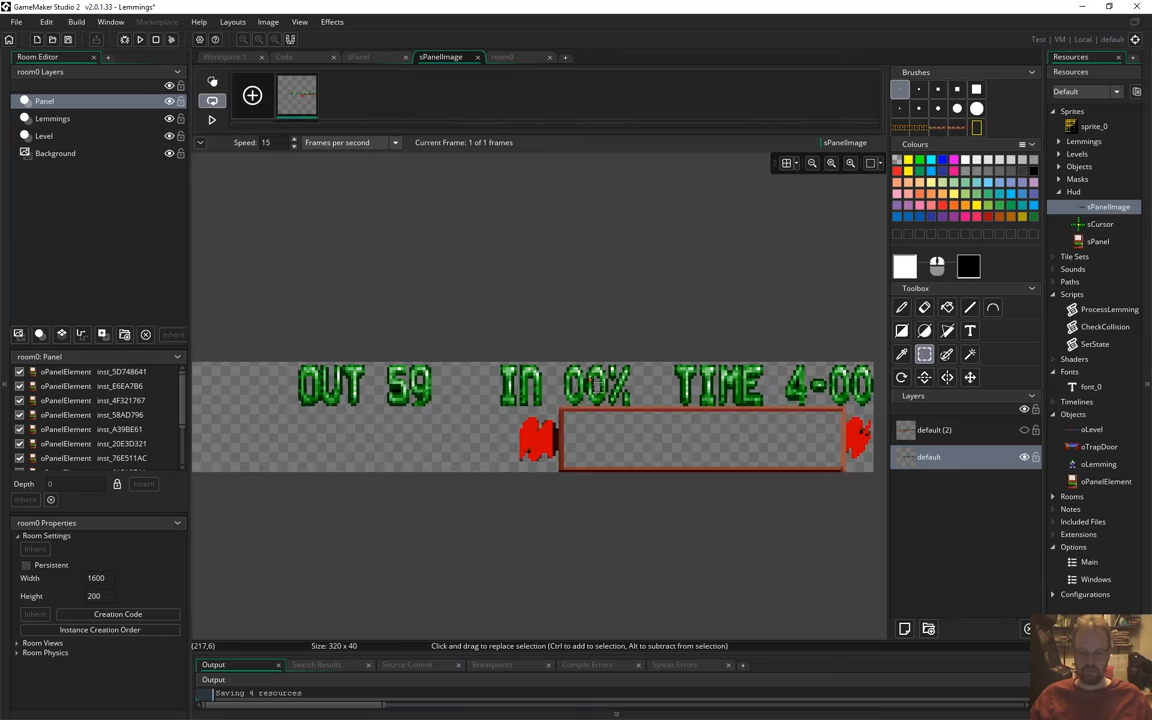 GameMaker Studio 2 v2.0.1.33 - Lemmings*
File Edit Build Window Marketplace Help Layouts Image View Effects
Test | VM | Local | default
Room Editor
Workspace 1 Code sPanel sPanelImage room0
Resources
room0 Layers
Brushes
Resources
Panel
Default
Lemmings
Level
Background
Sprites
sprite_0
Speed: 15 Frames per second Current Frame: 1 of 1 frames sPanelImage
Colours
Lemmings
Levels
Objects
Masks
Hud
sPanelImage
sCursor
sPanel
Tile Sets
Sounds
Toolbox
Paths
Scripts
ProcessLemming
CheckCollision
SetState
Inherit
room0: Panel
Shaders
oPanelElement inst_5D748641
Fonts
oPanelElement inst_E6EA7B6
font_0
oPanelElement inst_4F321767
Layers
Timelines
oPanelElement inst_58AD796
Objects
oPanelElement inst_A39BE61
default (2)
oLevel
oPanelElement inst_20E3D321
oTrapDoor
oPanelElement inst_76E511AC
default
oLemming
OUT 59 IN 00% TIME 4-00
Depth 0 Inherit
oPanelElement
Inherit
Rooms
Notes
room0 Properties
Included Files
Room Settings
Extensions
Inherit
Options
Persistent
Main
Width 1600
Windows
Height 200
Configurations
Inherit Creation Code
Instance Creation Order
Room Views
Room Physics
(217,6) Size: 320 x 40 Click and drag to replace selection (Ctrl to add to selection, Alt to subtract from selection)
Output Search Results Source Control Breakpoints Compile Errors Syntax Errors
Output
Saving 4 resources